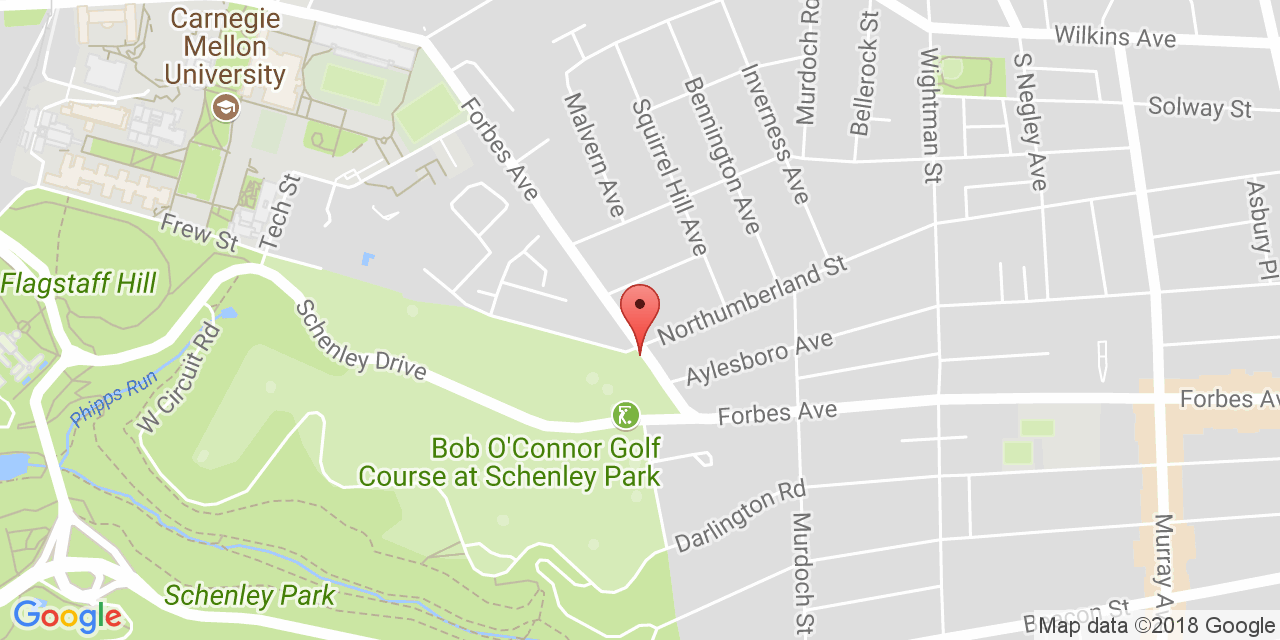 Carnegie
Mellon
University
Forbes Ave
Malvern Ave
Squirrel Hill Ave
Bennington Ave
Inverness Ave
Murdoch Rd
Bellerock St
Wightman St
S Negley Ave
Wilkins Ave
Solway St
Asbury Pl
Frew St
Tech St
Flagstaff Hill
Schenley Drive
W Circuit Rd
Phipps Run
Northumberland St
Aylesboro Ave
Forbes Ave
Forbes Av
Bob O'Connor Golf
Course at Schenley Park
Darlington Rd
Murdoch St
Murray A
Schenley Park
Google
Map data ©2018 Google